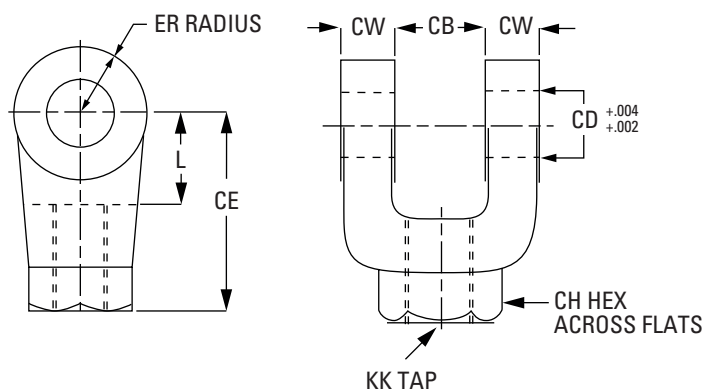 ER RADIUS
CW CB CW
CD +.004
+.002
L
CE
CH HEX
ACROSS FLATS
KK TAP